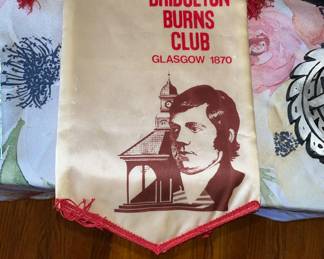 BRIDGETON
BURNS
CLUB
GLASGOW 1870